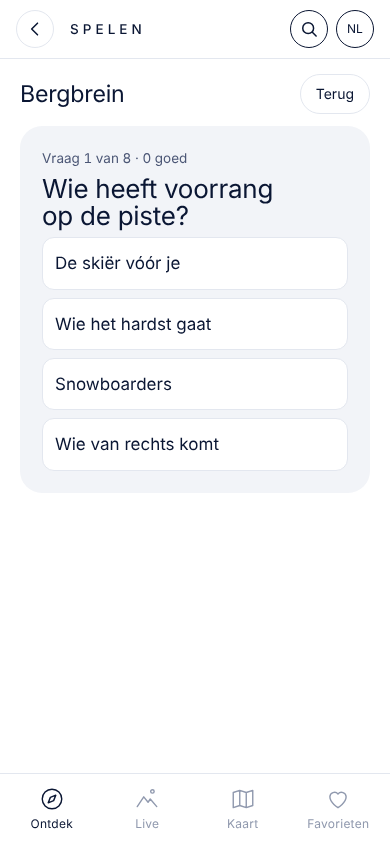 SPELEN
NL
Bergbrein
Terug
Vraag 1 van 8 · 0 goed
Wie heeft voorrang
op de piste?
De skiër vóór je
Wie het hardst gaat
Snowboarders
Wie van rechts komt
Ontdek
Live
Kaart
Favorieten